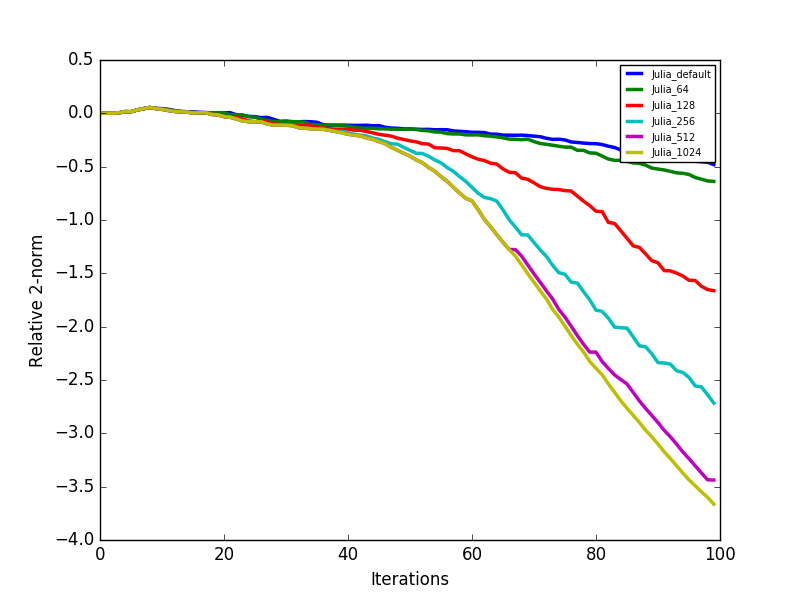 0.5
0.0
−0.5
−1.0
−1.5
−2.0
−2.5
−3.0
−3.5
−4.0
Relative 2-norm
Julia_default
Julia_64
Julia_128
Julia_256
Julia_512
Julia_1024
0 20 40 60 80 100
Iterations